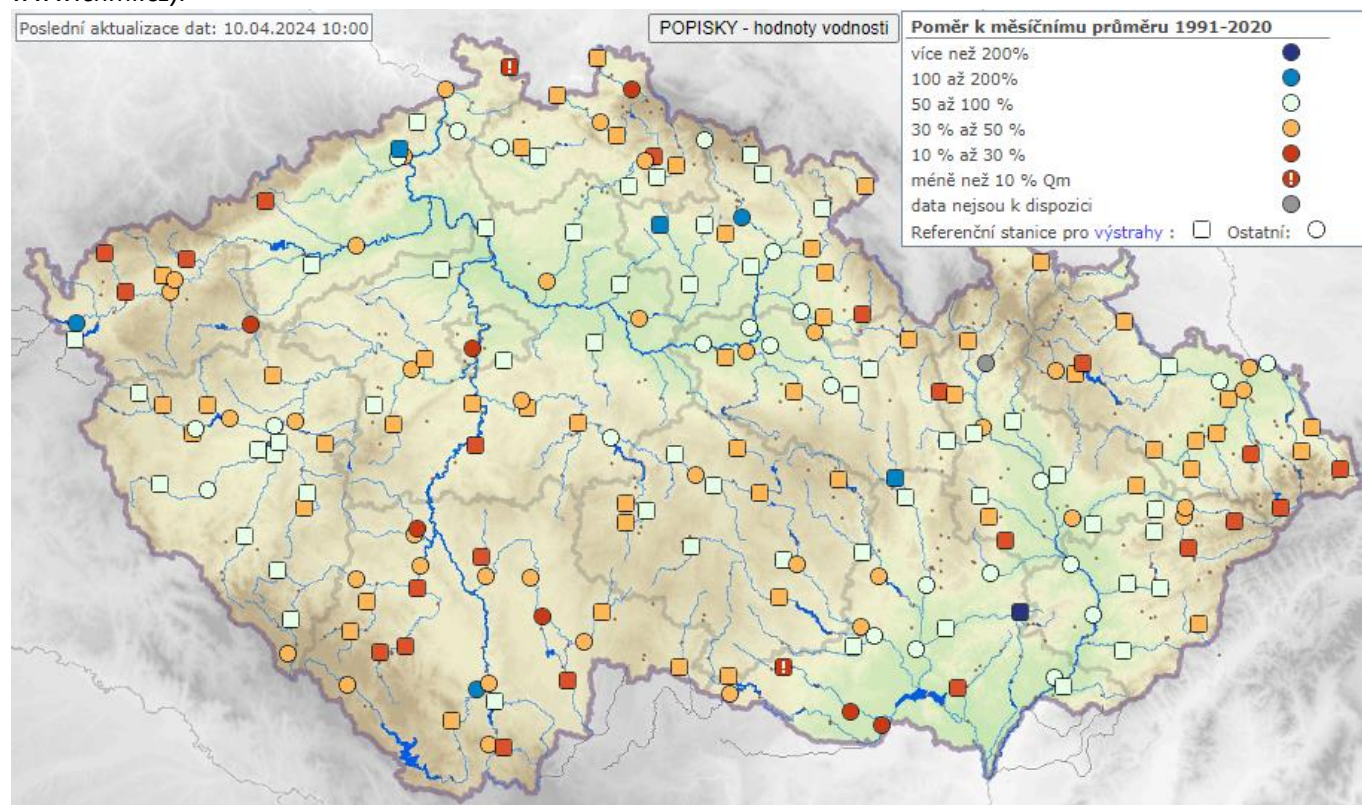 Poslední aktualizace dat: 10.04.2024 10:00
POPISKY - hodnoty vodnosti
Poměr k měsíčnímu průměru 1991-2020
více než 200%
100 až 200%
50 až 100 %
30 % až 50 %
10 % až 30 %
méně než 10 % Qm
data nejsou k dispozici
Referenční stanice pro výstrahy : Ostatní: